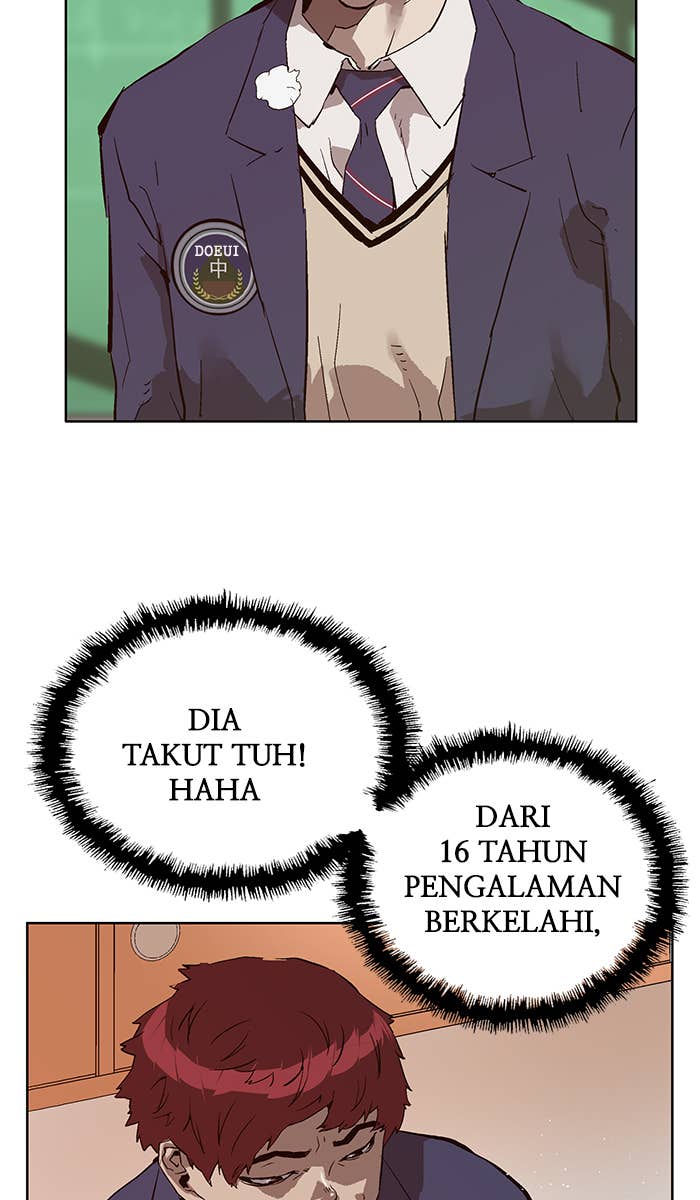 DOEUI
中
DIA
TAKUT TUH!
HAHA
DARI
16 TAHUN
PENGALAMAN
BERKELAHI,